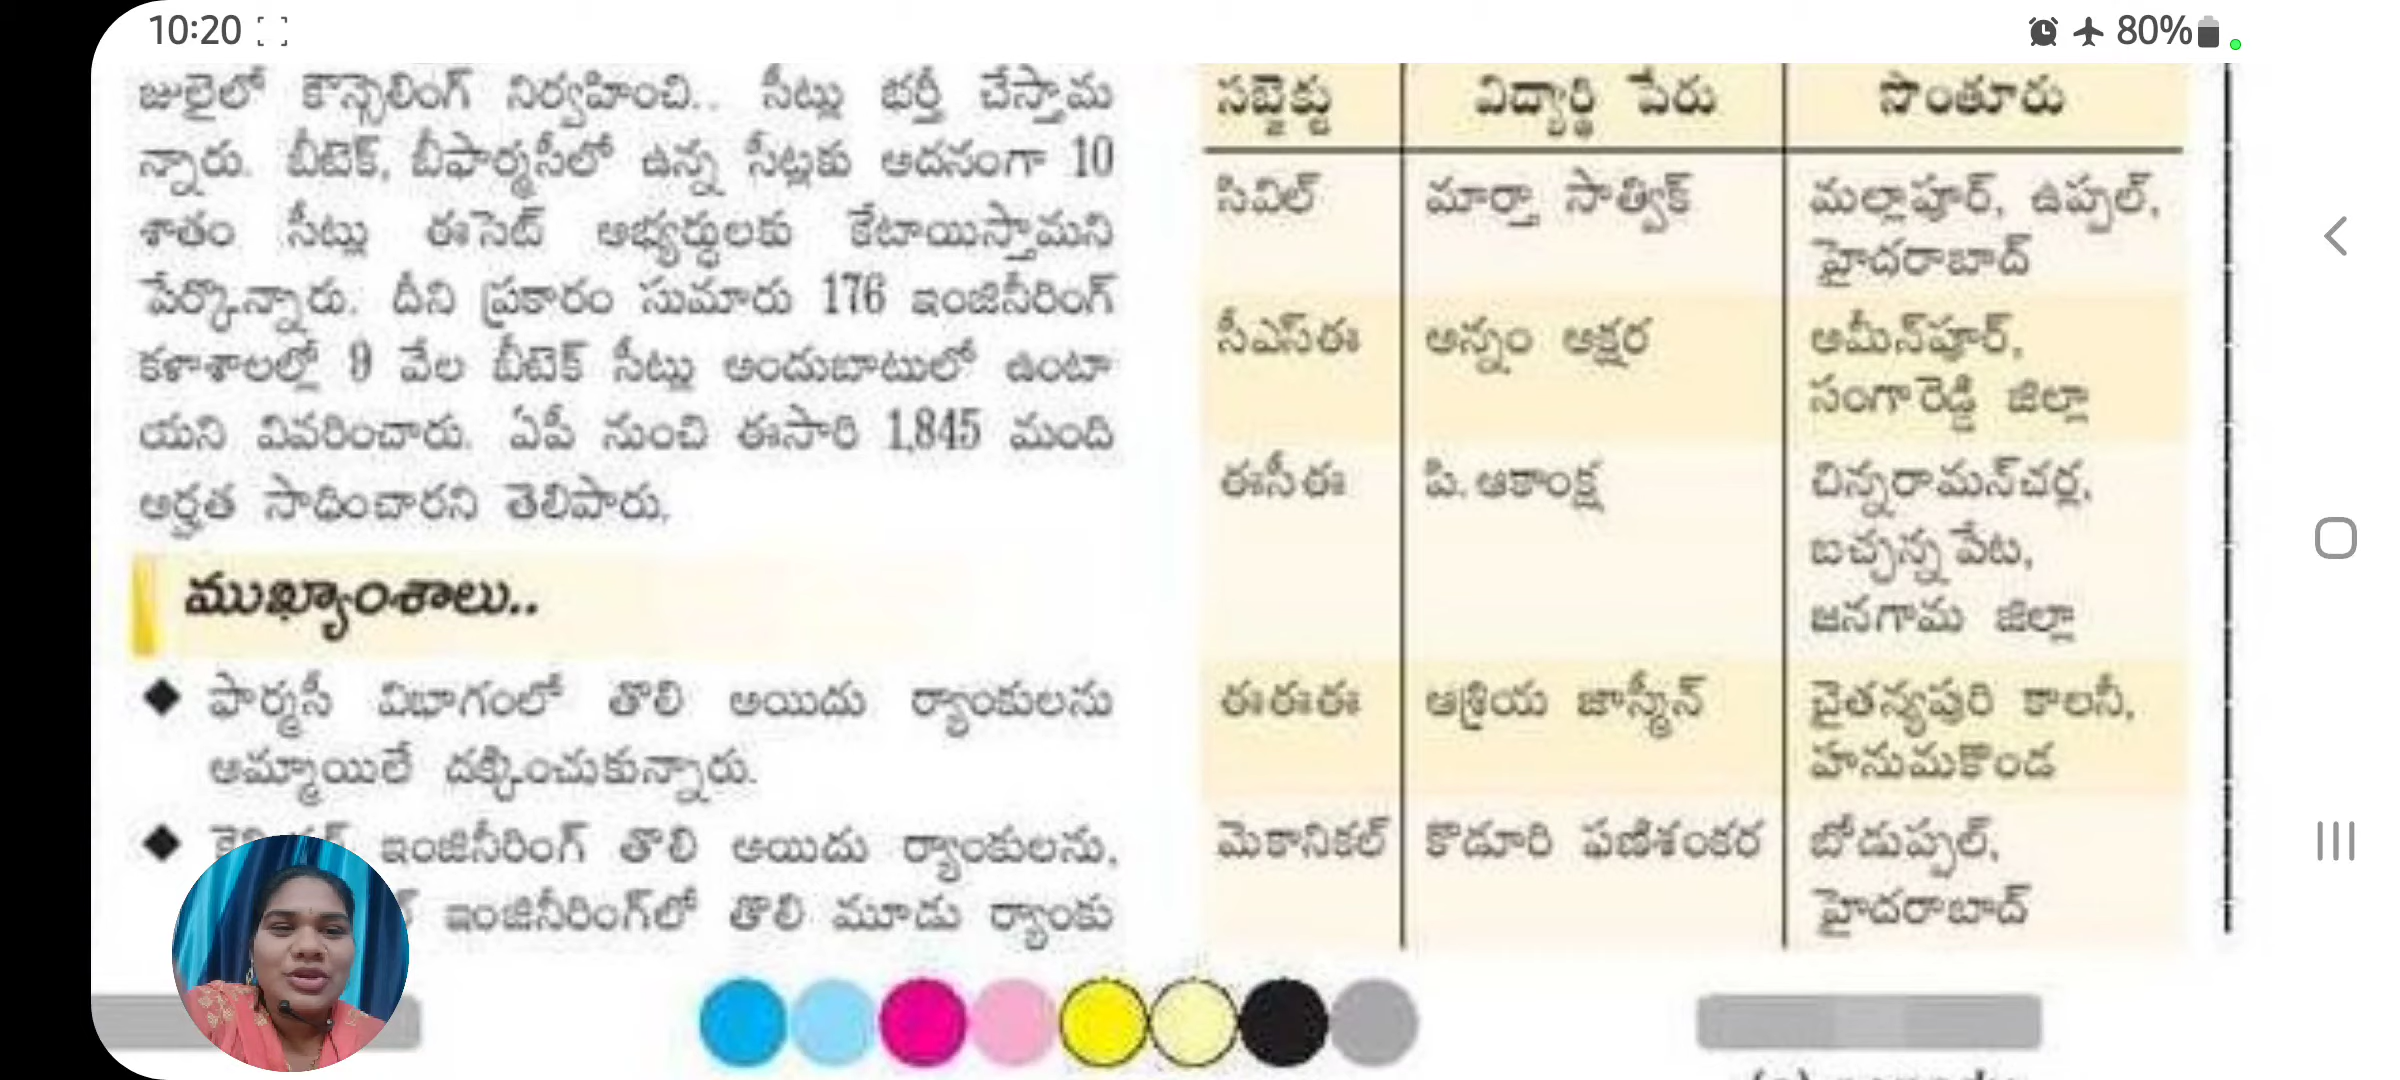 10:20
80%
జులైలో కౌన్సెలింగ్ నిర్వహించి.. సీట్లు భర్తీ చేస్తామ
న్నారు. బీటెక్, బీఫార్మసీలో ఉన్న సీట్లకు అదనంగా 10
శాతం సీట్లు ఈసెట్ అభ్యర్థులకు కేటాయిస్తామని
పేర్కొన్నారు. దీని ప్రకారం సుమారు 176 ఇంజినీరింగ్
కళాశాలల్లో 9 వేల బీటెక్ సీట్లు అందుబాటులో ఉంటా
యని వివరించారు. ఏపీ నుంచి ఈసారి 1,845 మంది
అర్హత సాధించారని తెలిపారు.
ముఖ్యాంశాలు..
◆ ఫార్మసీ విభాగంలో తొలి అయిదు ర్యాంకులను
అమ్మాయిలే దక్కించుకున్నారు.
◆ ఇంజినీరింగ్ తొలి అయిదు ర్యాంకులను,
ఇంజినీరింగ్‌లో తొలి మూడు ర్యాంకు
సబ్జెక్టు విద్యార్థి పేరు సొంతూరు
సివిల్ మార్తా సాత్విక్ మల్లాపూర్, ఉప్పల్,
హైదరాబాద్
సీఎస్ఈ అన్నం అక్షర అమీన్‌పూర్,
సంగారెడ్డి జిల్లా
ఈసీఈ పి. ఆకాంక్ష చిన్నరామన్‌చర్ల,
బచ్చన్నపేట,
జనగామ జిల్లా
ఈఈఈ ఆశ్రియ జాస్మీన్ చైతన్యపురి కాలనీ,
హనుమకొండ
మెకానికల్ కొడూరి ఫణిశంకర బోడుప్పల్,
హైదరాబాద్